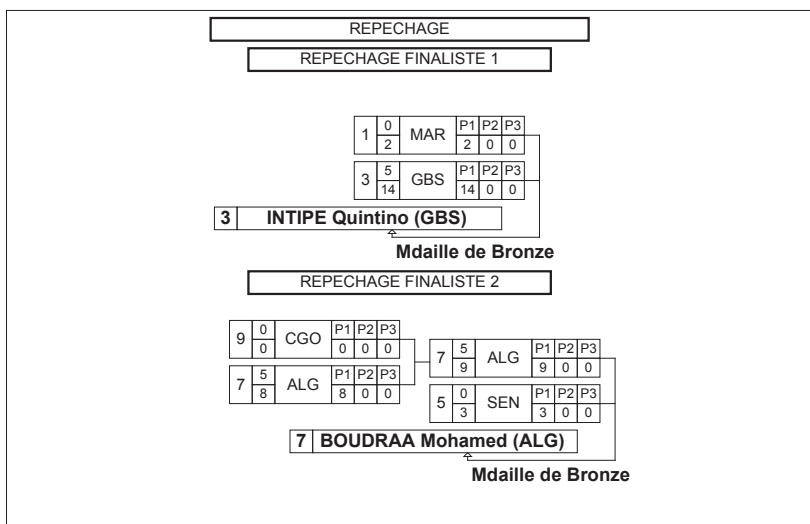 REPECHAGE
REPECHAGE FINALISTE 1
1 0 MAR P1 P2 P3
2 2 0 0
3 5 GBS P1 P2 P3
14 14 0 0
3 INTIPE Quintino (GBS)
Mdaille de Bronze
REPECHAGE FINALISTE 2
9 0 CGO P1 P2 P3
0 0 0 0
7 5 ALG P1 P2 P3
8 8 0 0
7 5 ALG P1 P2 P3
9 9 0 0
5 0 SEN P1 P2 P3
3 3 0 0
7 BOUDRAA Mohamed (ALG)
Mdaille de Bronze